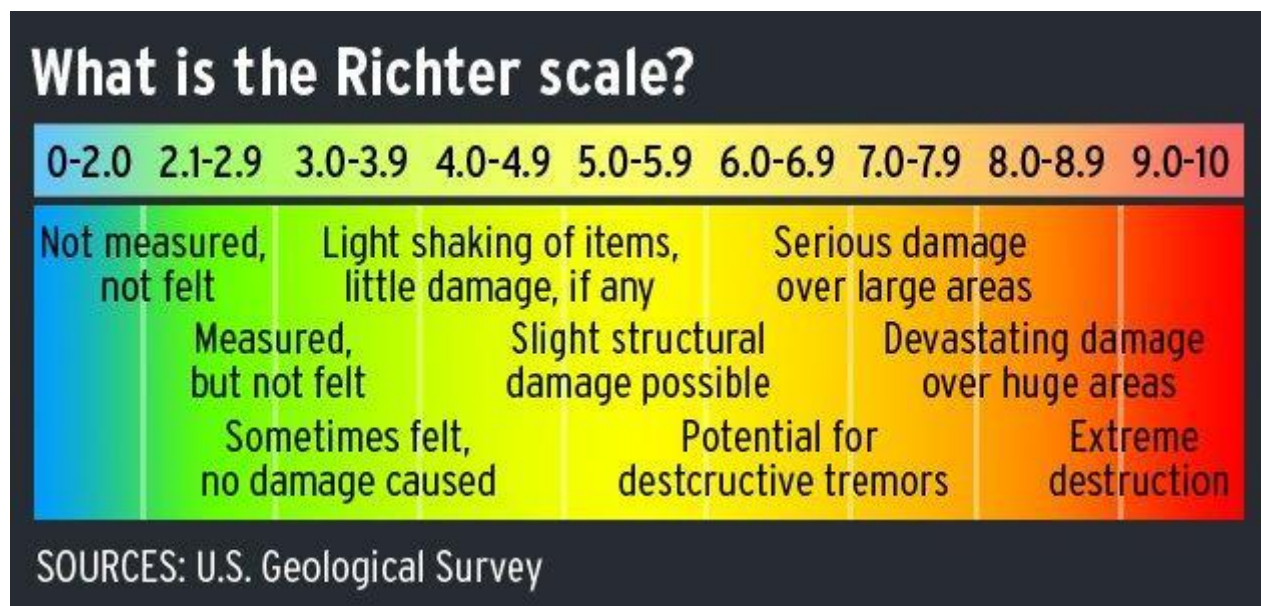 What is the Richter scale?
0-2.0 2.1-2.9 3.0-3.9 4.0-4.9 5.0-5.9 6.0-6.9 7.0-7.9 8.0-8.9 9.0-10
Not measured,
not felt
Light shaking of items,
little damage, if any
Serious damage
over large areas
Measured,
but not felt
Slight structural
damage possible
Devastating damage
over huge areas
Sometimes felt,
no damage caused
Potential for
destcructive tremors
Extreme
destruction
SOURCES: U.S. Geological Survey